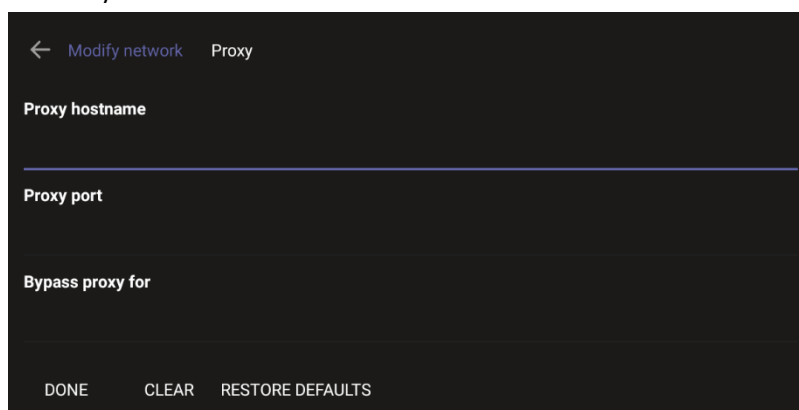 Modify network Proxy
Proxy hostname
Proxy port
Bypass proxy for
DONE CLEAR RESTORE DEFAULTS